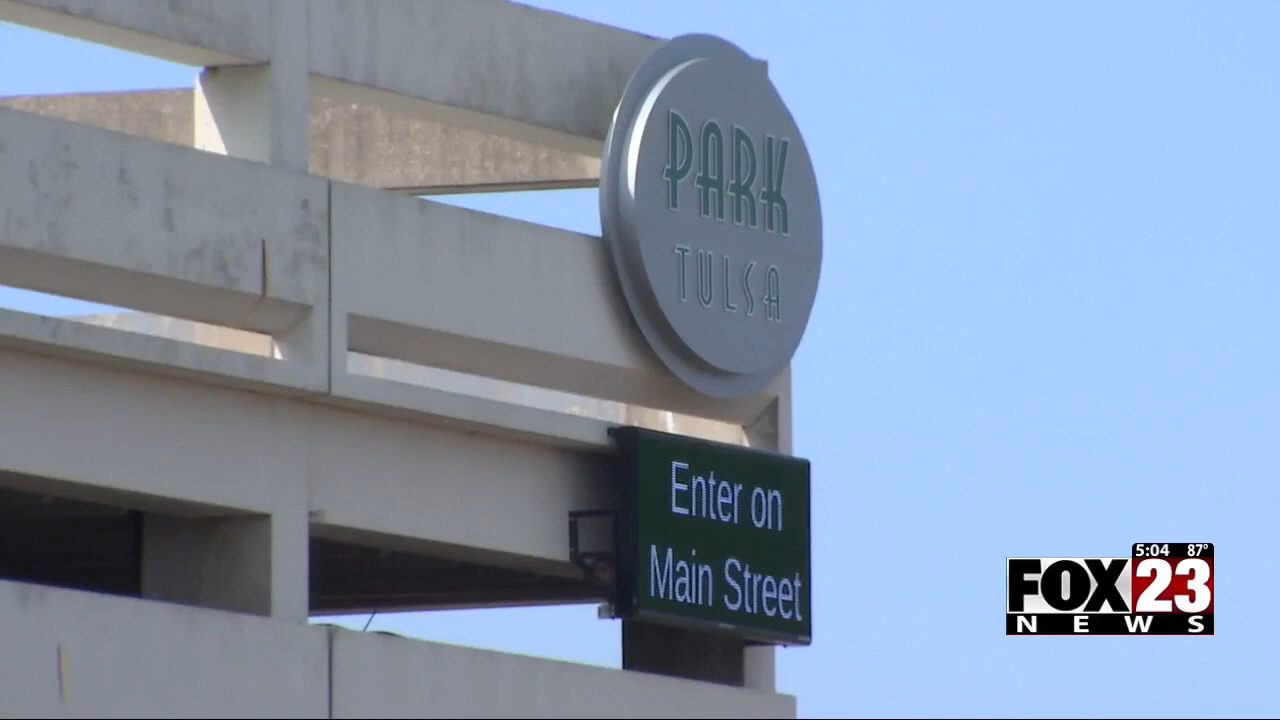 PARK
TULSA
Enter on
Main Street
5:04 87°
FOX 23
NEWS